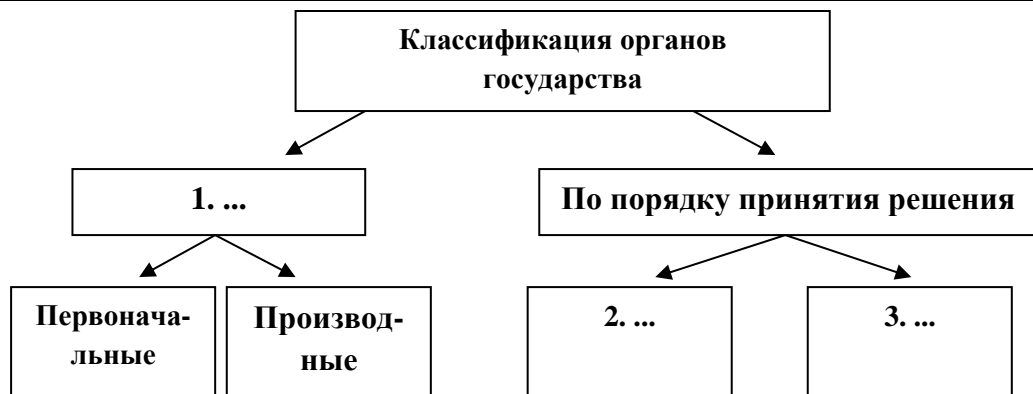 Классификация органов
государства
1. ...
По порядку принятия решения
Первонача-
льные
Производ-
ные
2. ...
3. ...